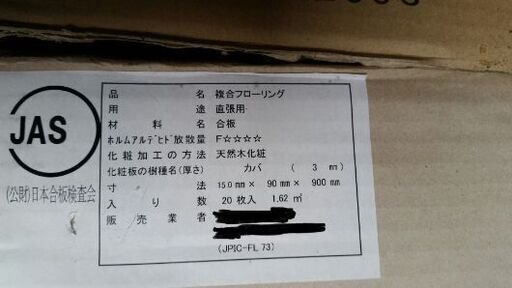 JAS
(公財)日本合板検査会
品 名 複合フローリング
用 途 直張用
材 料 名 合板
ホルムアルデヒド放散量 F☆☆☆☆
化粧加工の方法 天然木化粧
化粧板の樹種名(厚さ) カバ ( 3 mm)
寸 法 15.0mm × 90mm × 900mm
入 り 数 20枚入 1.62㎡
販 売 業 者
(JPIC-FL 73)